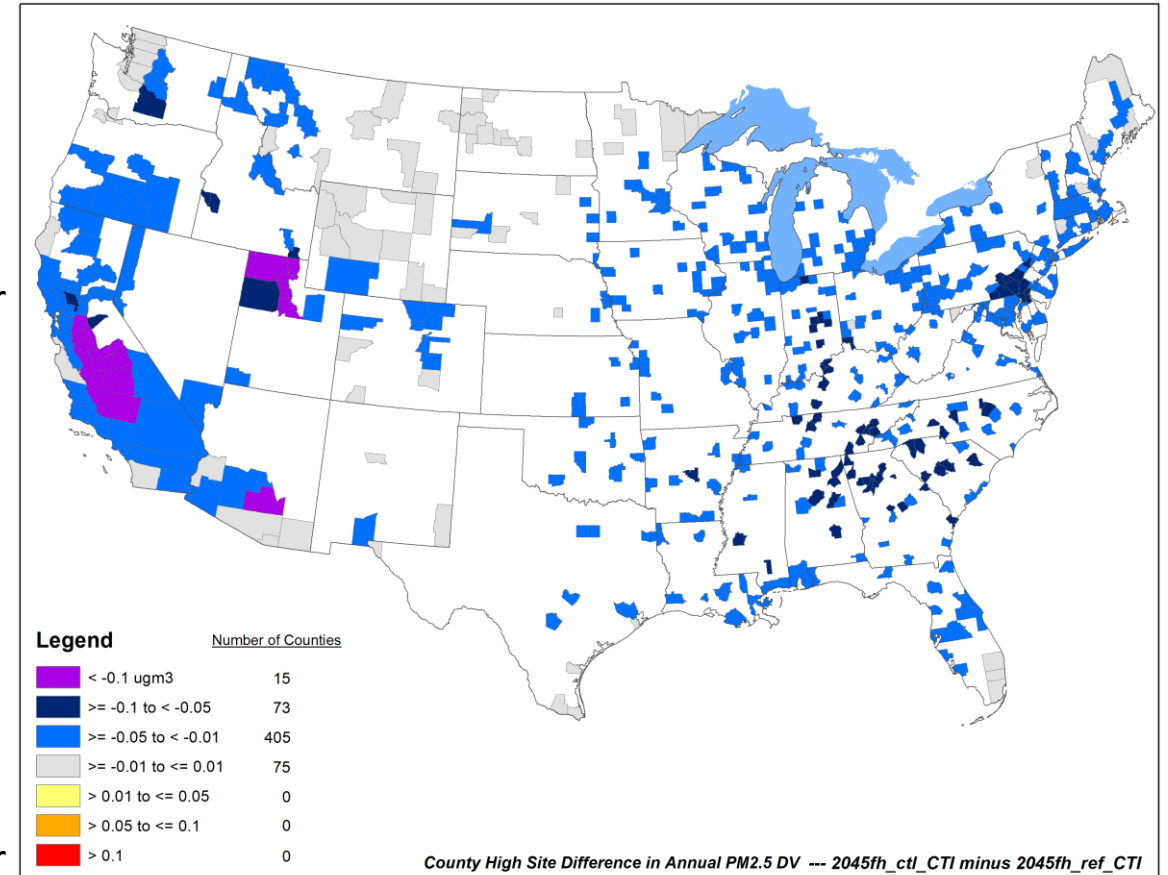 Legend Number of Counties
< -0.1 ugm3 15
>= -0.1 to < -0.05 73
>= -0.05 to < -0.01 405
>= -0.01 to <= 0.01 75
> 0.01 to <= 0.05 0
> 0.05 to <= 0.1 0
> 0.1 0
County High Site Difference in Annual PM2.5 DV --- 2045fh_ctl_CTI minus 2045fh_ref_CTI